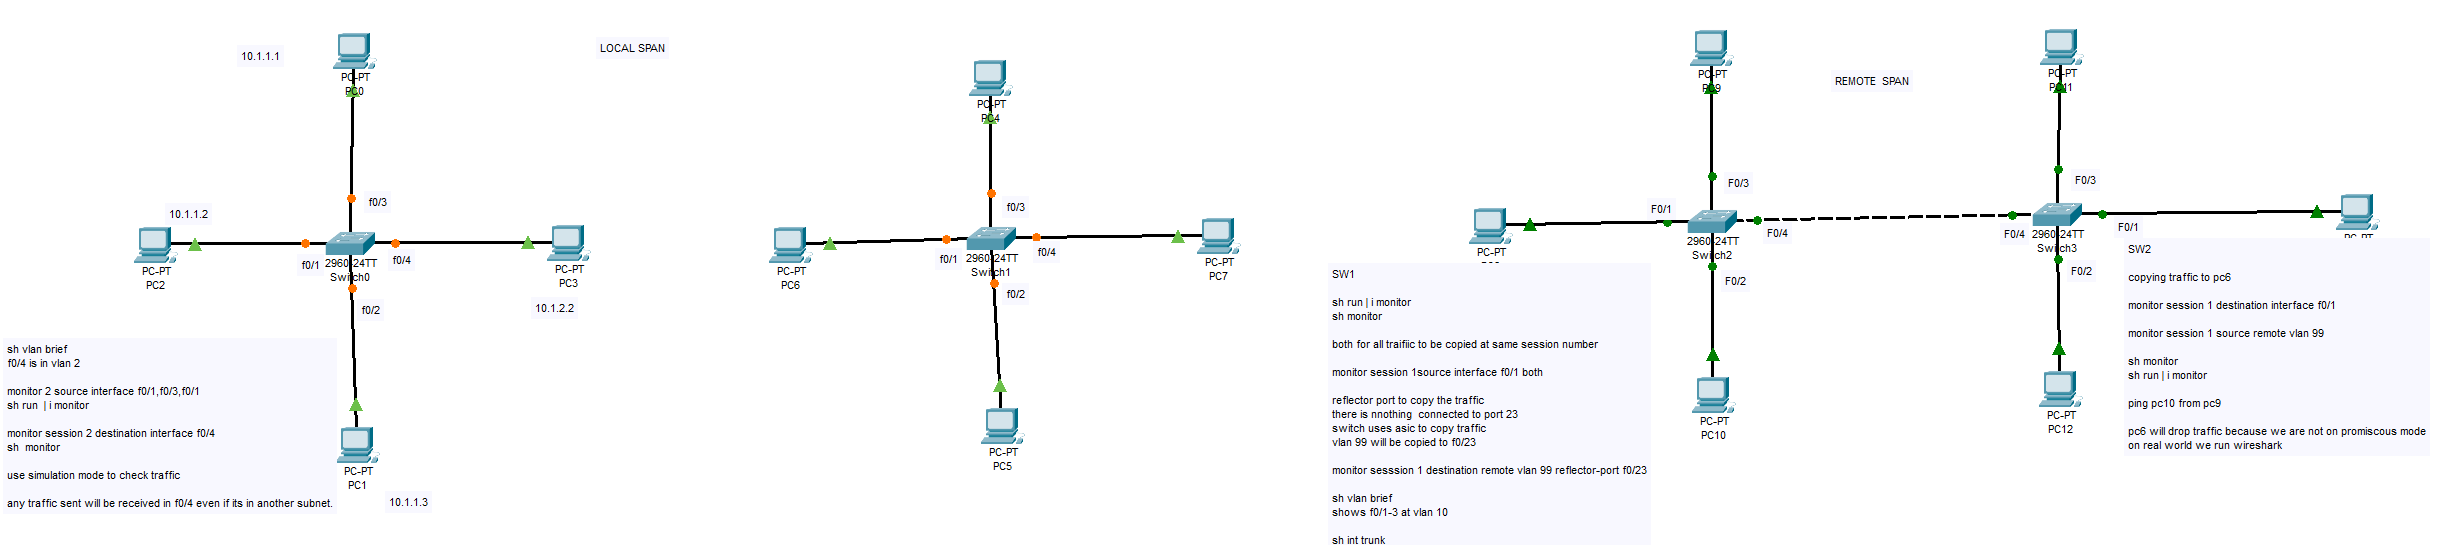 10.1.1.1
PC-PT
PC0
LOCAL SPAN
f0/3
10.1.1.2
PC-PT
PC2
f0/1
2960-24TT
Switch0
f0/4
PC-PT
PC3
10.1.2.2
f0/2
PC-PT
PC1
10.1.1.3
sh vlan brief
f0/4 is in vlan 2
monitor 2 source interface f0/1,f0/3,f0/1
sh run | i monitor
monitor session 2 destination interface f0/4
sh monitor
use simulation mode to check traffic
any traffic sent will be received in f0/4 even if its in another subnet.
PC-PT
PC4
f0/3
PC-PT
PC6
f0/1
2960-24TT
Switch1
f0/4
PC-PT
PC7
f0/2
PC-PT
PC5
REMOTE SPAN
PC-PT
PC9
F0/3
F0/1
PC-PT
2960-24TT
Switch2
F0/4
F0/2
PC-PT
PC10
SW1
sh run | i monitor
sh monitor
both for all traifiic to be copied at same session number
monitor session 1source interface f0/1 both
reflector port to copy the traffic
there is nnothing connected to port 23
switch uses asic to copy traffic
vlan 99 will be copied to f0/23
monitor sesssion 1 destination remote vlan 99 reflector-port f0/23
sh vlan brief
shows f0/1-3 at vlan 10
sh int trunk
PC-PT
PC11
F0/3
F0/4
2960-24TT
Switch3
F0/1
PC-PT
F0/2
PC-PT
PC12
SW2
copying traffic to pc6
monitor session 1 destination interface f0/1
monitor session 1 source remote vlan 99
sh monitor
sh run | i monitor
ping pc10 from pc9
pc6 will drop traffic because we are not on promiscous mode
on real world we run wireshark